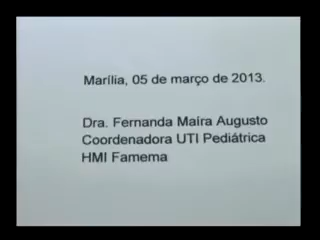 Marília, 05 de março de 2013.
Dra. Fernanda Maíra Augusto
Coordenadora UTI Pediátrica
HMI Famema